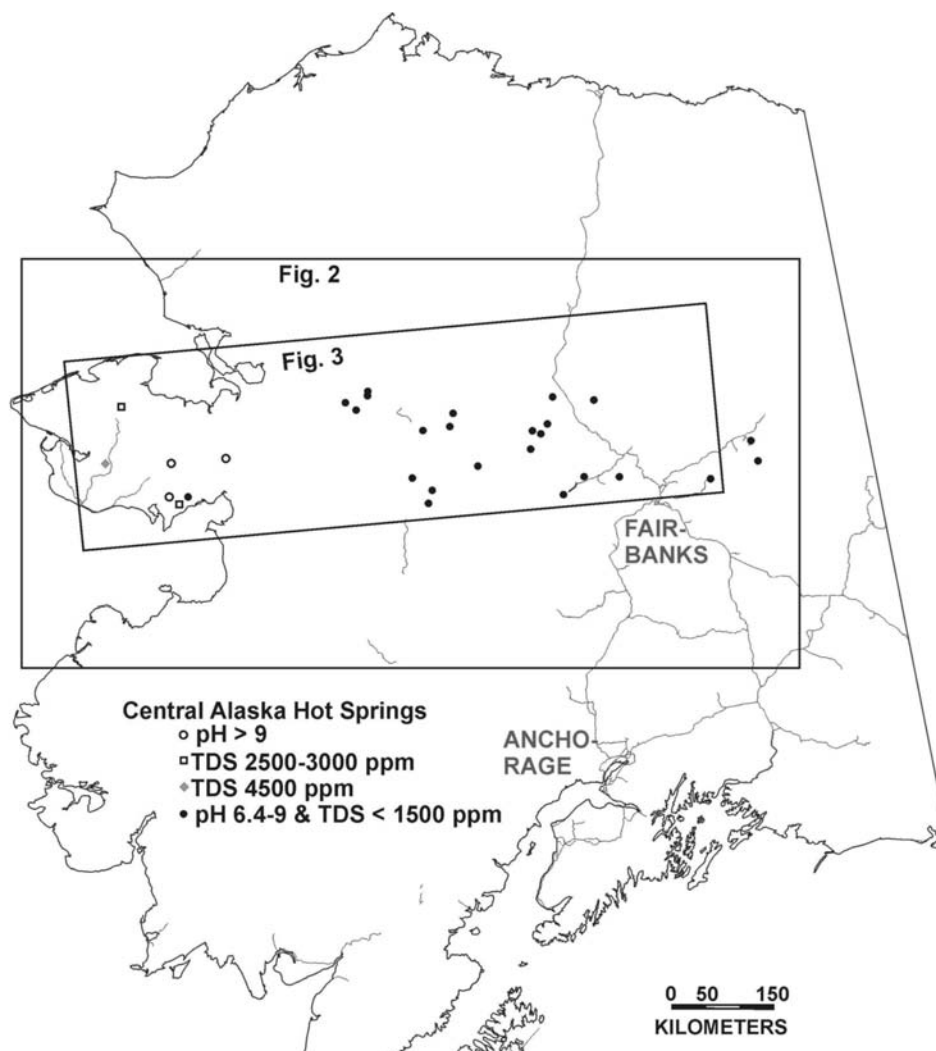 Fig. 2
Fig. 3
FAIR-
BANKS
Central Alaska Hot Springs
pH > 9
TDS 2500-3000 ppm
TDS 4500 ppm
pH 6.4-9 & TDS < 1500 ppm
ANCHO-
RAGE
0 50 150
KILOMETERS